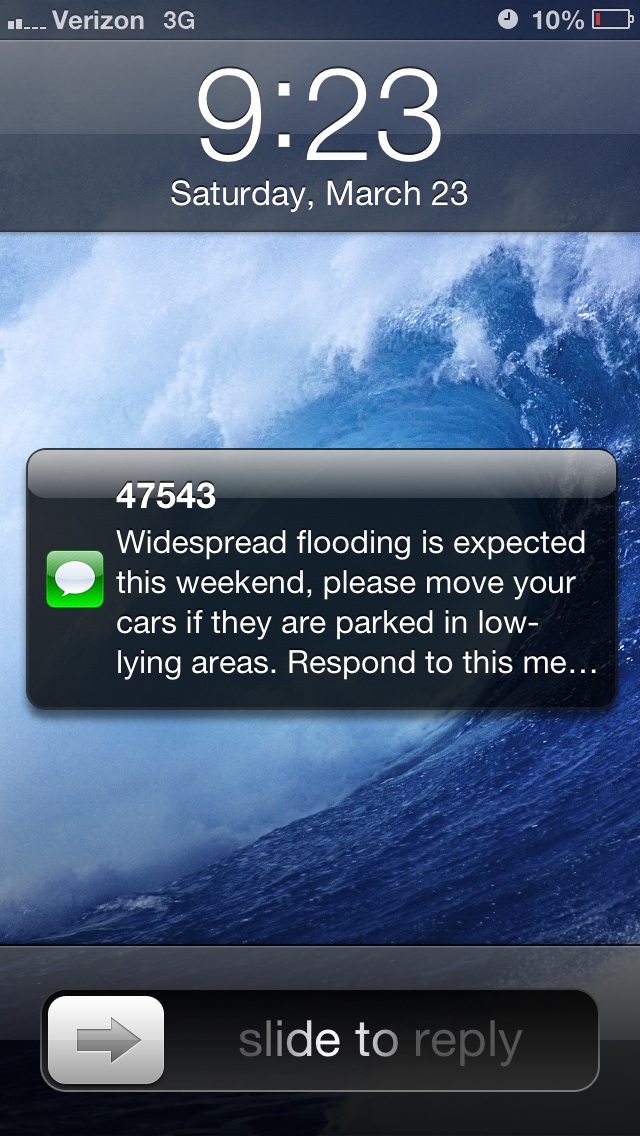 Verizon 3G 10%
9:23
Saturday, March 23
47543
Widespread flooding is expected
this weekend, please move your
cars if they are parked in low-
lying areas. Respond to this me…
slide to reply